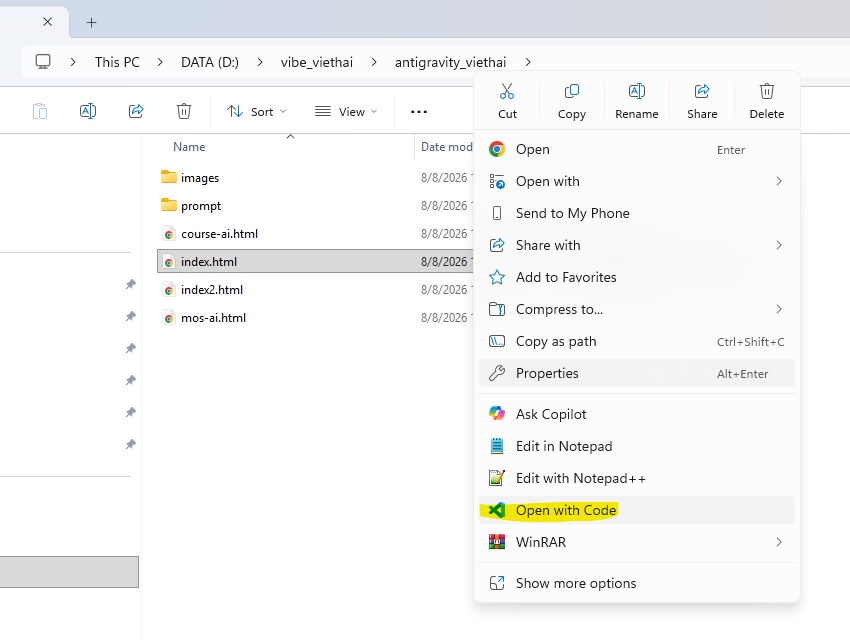 This PC > DATA (D:) > vibe_viethai > antigravity_viethai >
Sort View ...
Cut Copy Rename Share Delete
Name Date mod
images 8/8/2026
prompt 8/8/2026
course-ai.html 8/8/2026
index.html 8/8/2026
index2.html 8/8/2026
mos-ai.html 8/8/2026
Open Enter
Open with
Send to My Phone
Share with
Add to Favorites
Compress to...
Copy as path Ctrl+Shift+C
Properties Alt+Enter
Ask Copilot
Edit in Notepad
Edit with Notepad++
Open with Code
WinRAR
Show more options